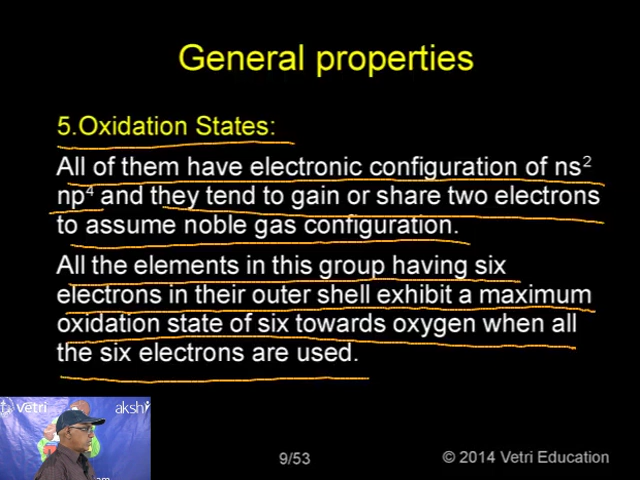 General properties
5.Oxidation States:
All of them have electronic configuration of ns2
np4 and they tend to gain or share two electrons
to assume noble gas configuration.
All the elements in this group having six
electrons in their outer shell exhibit a maximum
oxidation state of six towards oxygen when all
the six electrons are used.
vetri
akshi
9/53
© 2014 Vetri Education